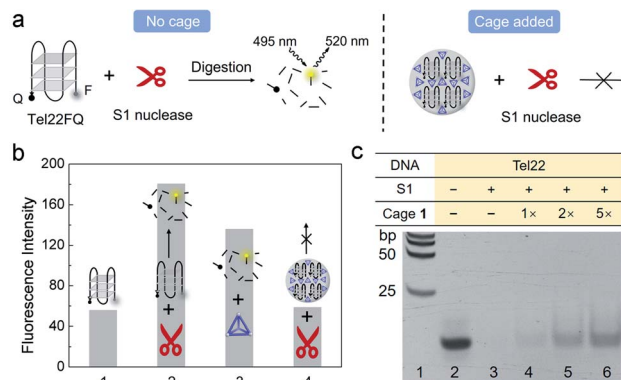 a
No cage
Cage added
495 nm
520 nm
Q
F
Tel22FQ
+
S1 nuclease
Digestion
+
S1 nuclease
b
Fluorescence Intensity
200
160
120
80
40
0
+
+
+
1 2 3 4
c
DNA Tel22
S1 – + + + +
Cage 1 – – 1× 2× 5×
bp
50
25
1 2 3 4 5 6